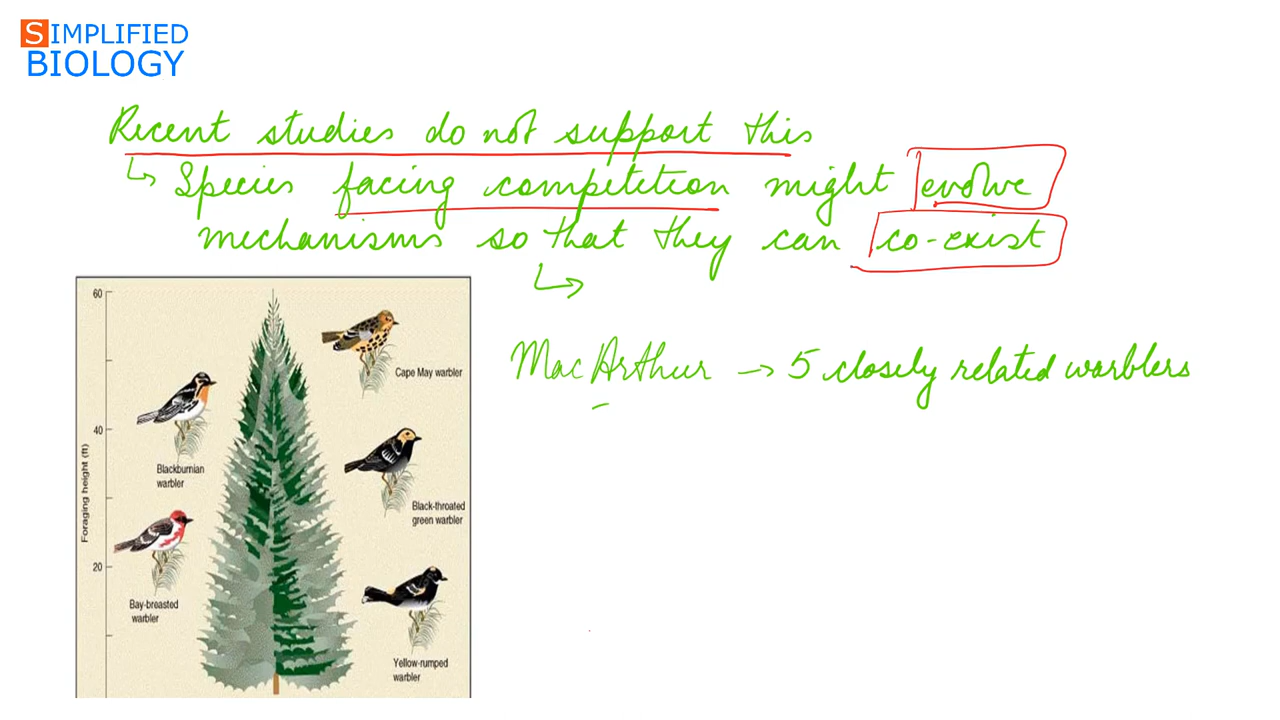 SIMPLIFIED
BIOLOGY
Recent studies do not support this
↳ Species facing competition might evolve
mechanisms so that they can co-exist
↳
MacArthur → 5 closely related warblers
60
40
20
Foraging height (ft)
Cape May warbler
Blackburnian
warbler
Black-throated
green warbler
Bay-breasted
warbler
Yellow-rumped
warbler